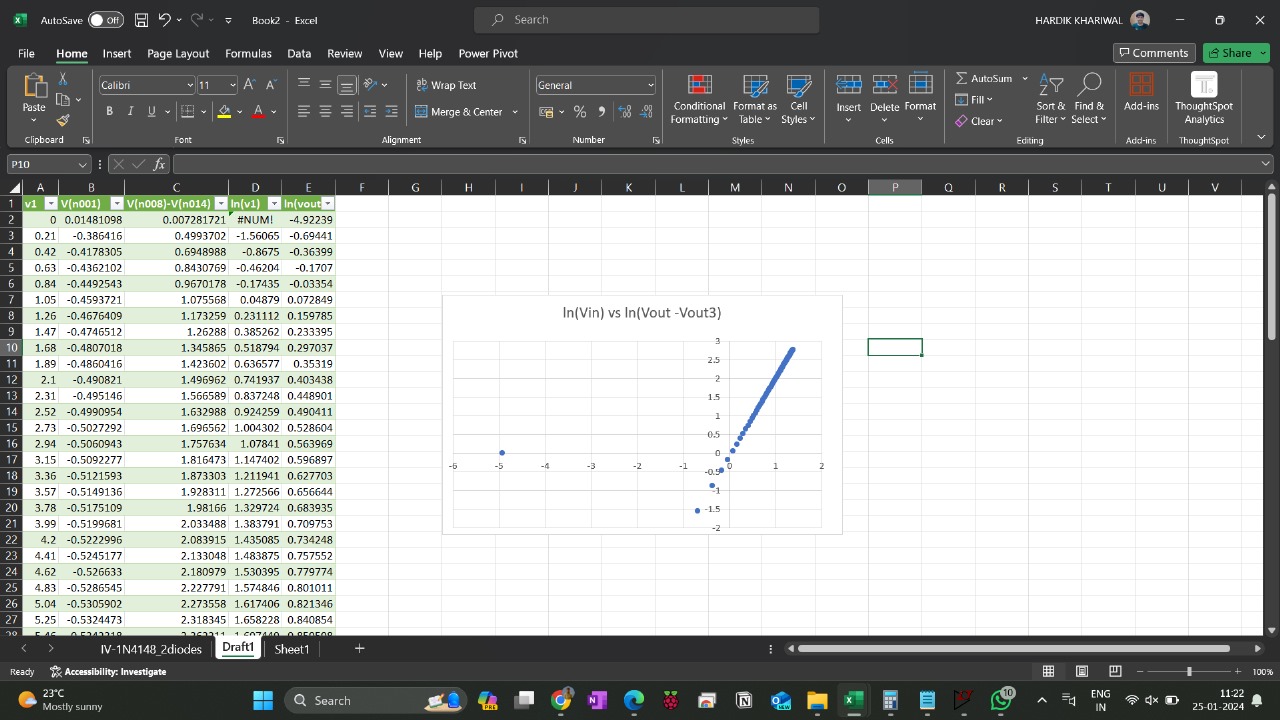 AutoSave Off Book2 - Excel Search HARDIK KHARIWAL
File Home Insert Page Layout Formulas Data Review View Help Power Pivot Comments Share
Paste Calibri 11 Wrap Text General AutoSum
Merge & Center Conditional Formatting Format as Table Cell Styles Insert Delete Format Fill Clear Sort & Filter Find & Select Add-ins ThoughtSpot Analytics
Clipboard Font Alignment Number Styles Cells Editing Add-ins ThoughtSpot
P10 fx
A B C D E F G H I J K L M N O P Q R S T U V
1 v1 V(n001) V(n008)-V(n014) ln(v1) ln(vout
2 0 0.01481098 0.007281721 #NUM! -4.92239
3 0.21 -0.386416 0.4993702 -1.56065 -0.69441
4 0.42 -0.4178305 0.6948988 -0.8675 -0.36399
5 0.63 -0.4362102 0.8430769 -0.46204 -0.1707
6 0.84 -0.4492543 0.9670178 -0.17435 -0.03354
7 1.05 -0.4593721 1.075568 0.04879 0.072849
8 1.26 -0.4676409 1.173259 0.231112 0.159785
9 1.47 -0.4746512 1.26288 0.385262 0.233395
10 1.68 -0.4807018 1.345865 0.518794 0.297037
11 1.89 -0.4860416 1.423602 0.636577 0.35319
12 2.1 -0.490821 1.496962 0.741937 0.403438
13 2.31 -0.495146 1.566589 0.837248 0.448901
14 2.52 -0.4990954 1.632988 0.924259 0.490411
15 2.73 -0.5027292 1.696562 1.004302 0.528604
16 2.94 -0.5060943 1.757634 1.07841 0.563969
17 3.15 -0.5092277 1.816473 1.147402 0.596897
18 3.36 -0.5121593 1.873303 1.211941 0.627703
19 3.57 -0.5149136 1.928311 1.272566 0.656644
20 3.78 -0.5175109 1.98166 1.329724 0.683935
21 3.99 -0.5199681 2.033488 1.383791 0.709753
22 4.2 -0.5222996 2.083915 1.435085 0.734248
23 4.41 -0.5245177 2.133048 1.483875 0.757552
24 4.62 -0.526633 2.180979 1.530395 0.779774
25 4.83 -0.5286545 2.227791 1.574846 0.801011
26 5.04 -0.5305902 2.273558 1.617406 0.821346
27 5.25 -0.5324473 2.318345 1.658228 0.840854
ln(Vin) vs ln(Vout -Vout3)
3
2.5
2
1.5
1
0.5
0
-6 -5 -4 -3 -2 -1 0 1 2
-0.5
-1
-1.5
-2
IV-1N4148_2diodes Draft1 Sheet1
Ready Accessibility: Investigate 100%
23°C
Mostly sunny
Search
PRE
10
ENG
IN
11:22
25-01-2024